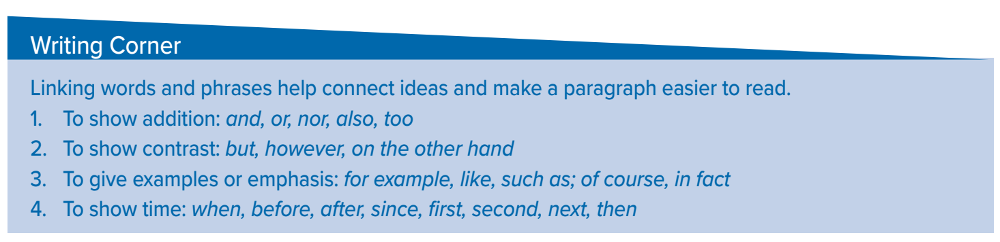 Writing Corner
Linking words and phrases help connect ideas and make a paragraph easier to read.
1. To show addition: and, or, nor, also, too
2. To show contrast: but, however, on the other hand
3. To give examples or emphasis: for example, like, such as; of course, in fact
4. To show time: when, before, after, since, first, second, next, then